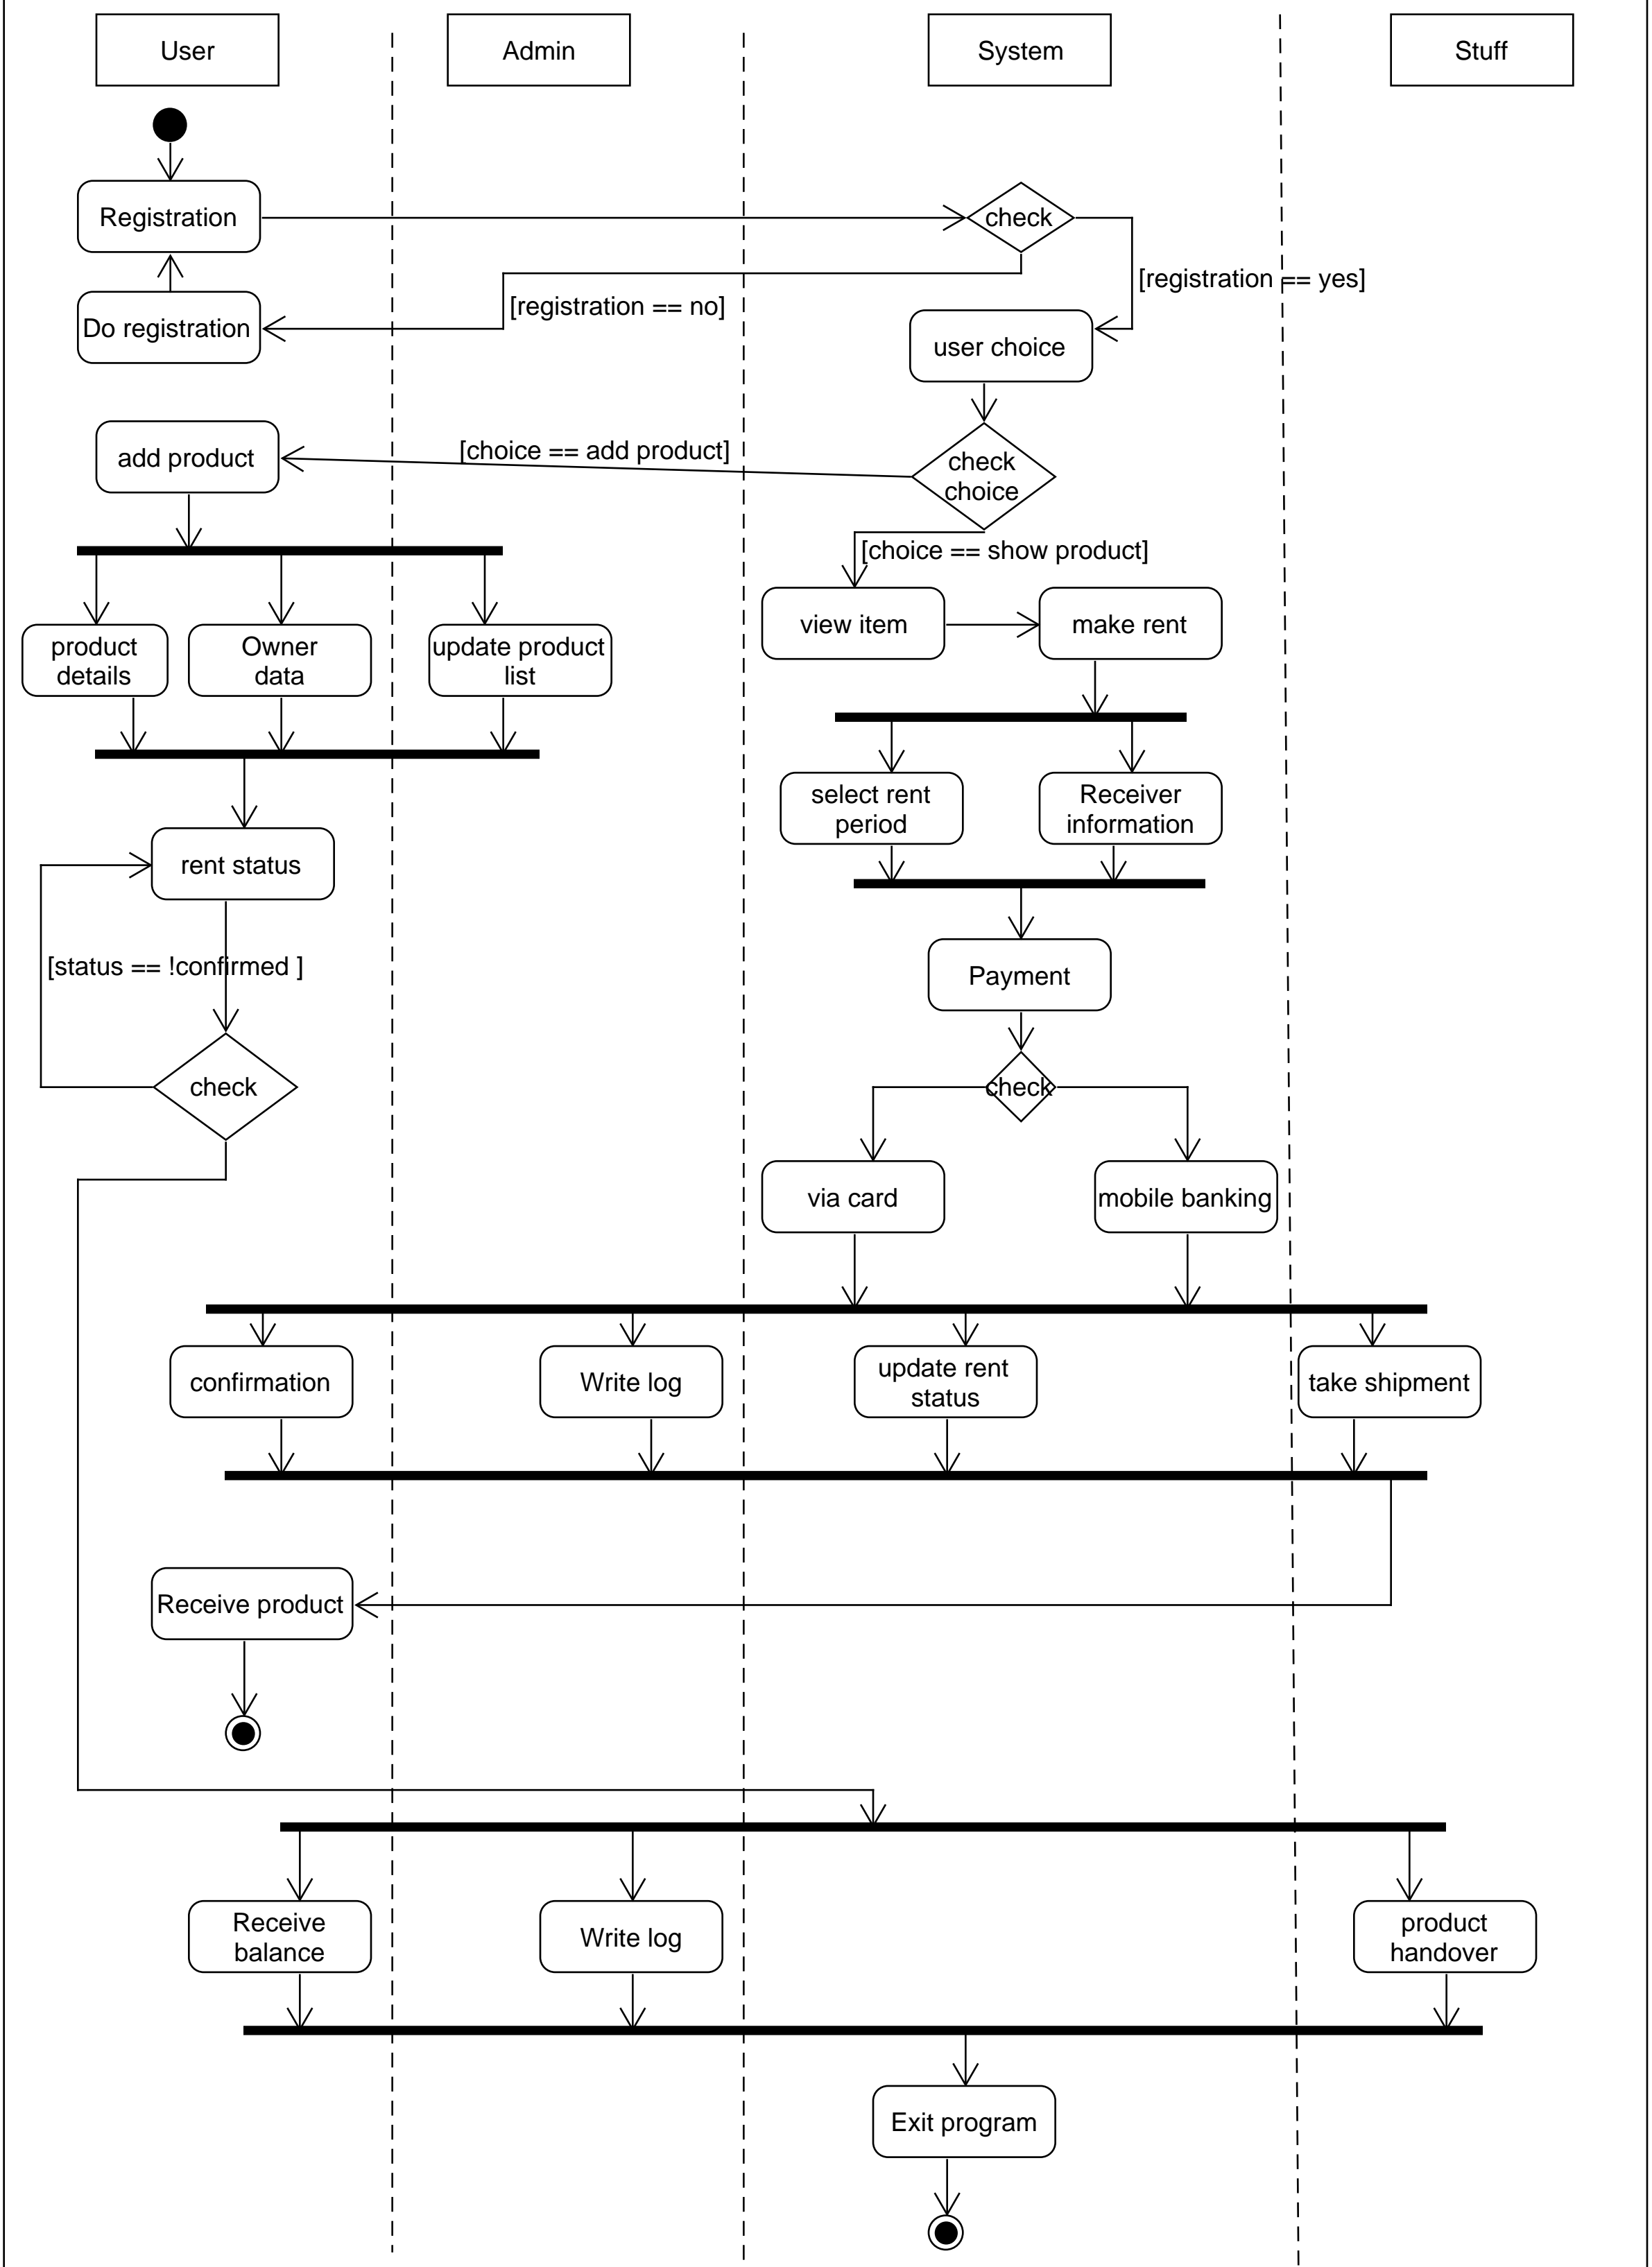 User
Admin
System
Stuff
Registration
check
[registration == yes]
[registration == no]
Do registration
user choice
add product
[choice == add product]
check
choice
[choice == show product]
product
details
Owner
data
update product
list
view item
make rent
select rent
period
Receiver
information
rent status
[status == !confirmed ]
Payment
check
check
via card
mobile banking
confirmation
Write log
update rent
status
take shipment
Receive product
Receive
balance
Write log
product
handover
Exit program